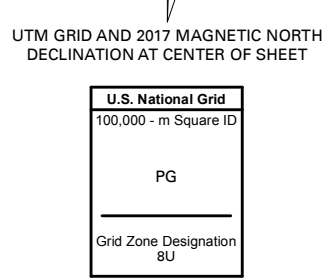 UTM GRID AND 2017 MAGNETIC NORTH
DECLINATION AT CENTER OF SHEET
U.S. National Grid
100,000 - m Square ID
PG
Grid Zone Designation
8U